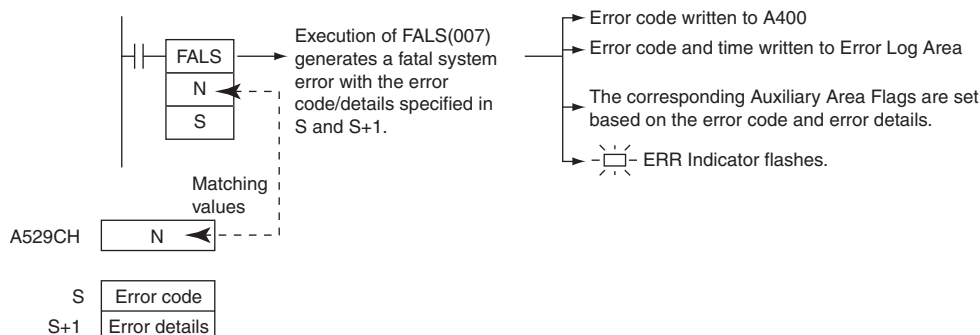 FALS
N
S
Execution of FALS(007)
generates a fatal system
error with the error
code/details specified in
S and S+1.
Error code written to A400
Error code and time written to Error Log Area
The corresponding Auxiliary Area Flags are set
based on the error code and error details.
ERR Indicator flashes.
Matching
values
A529CH N
S Error code
S+1 Error details